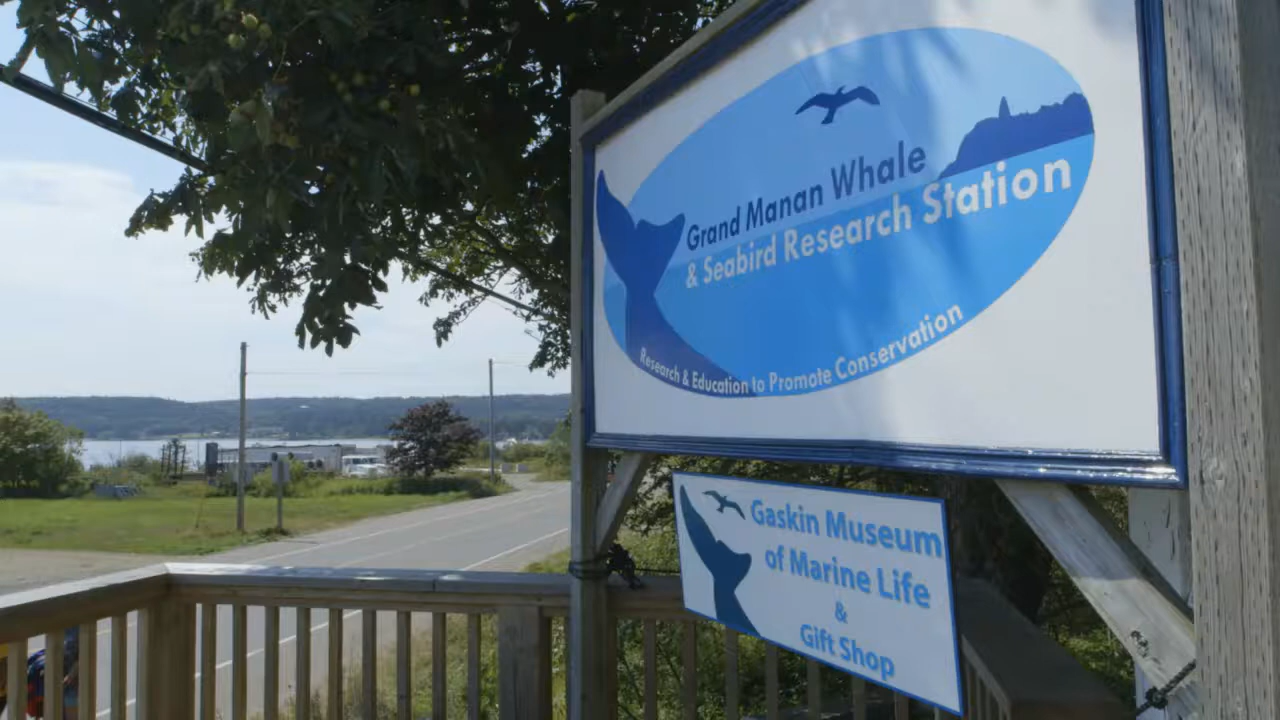 Grand Manan Whale
& Seabird Research Station
Research & Education to Promote Conservation
Gaskin Museum
of Marine Life
&
Gift Shop